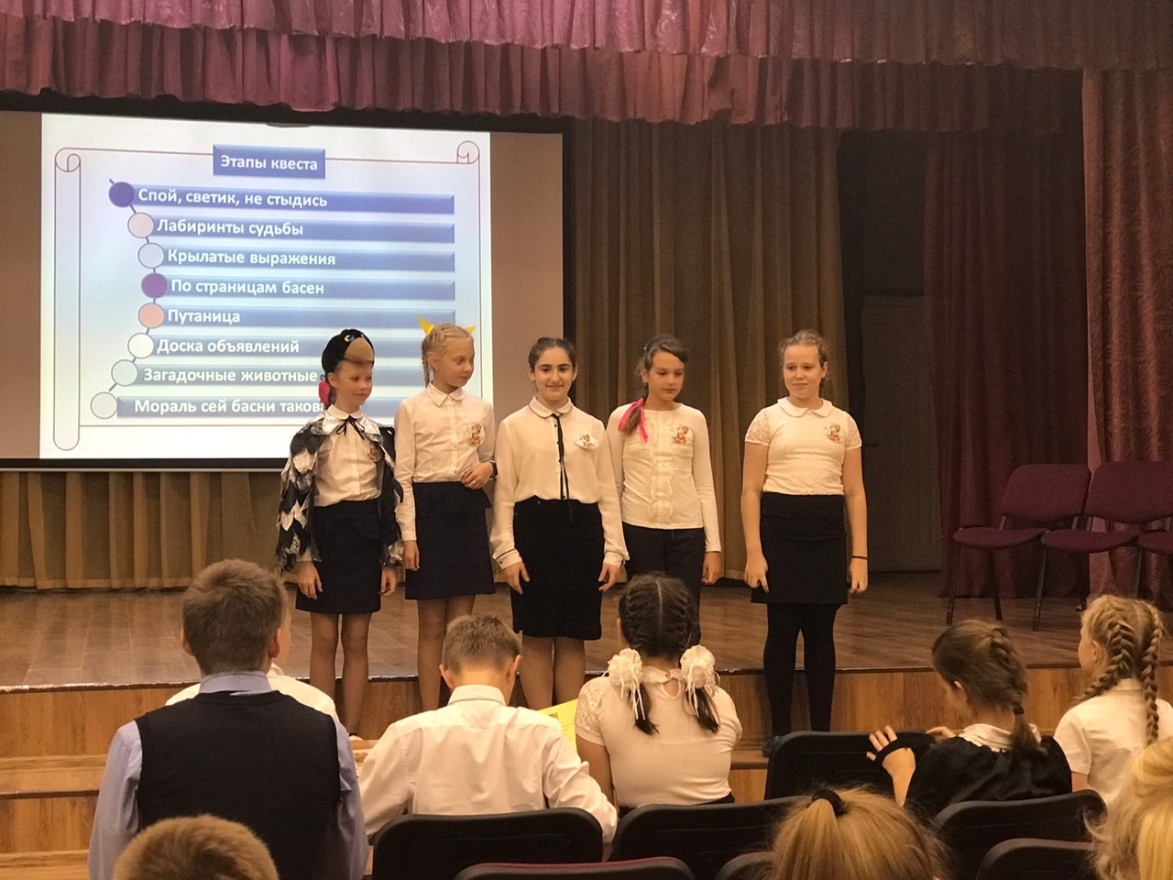 Этапы квеста
Спой, светик, не стыдись
Лабиринты судьбы
Крылатые выражения
По страницам басен
Путаница
Доска объявлений
Загадочные животные
Мораль сей басни такова